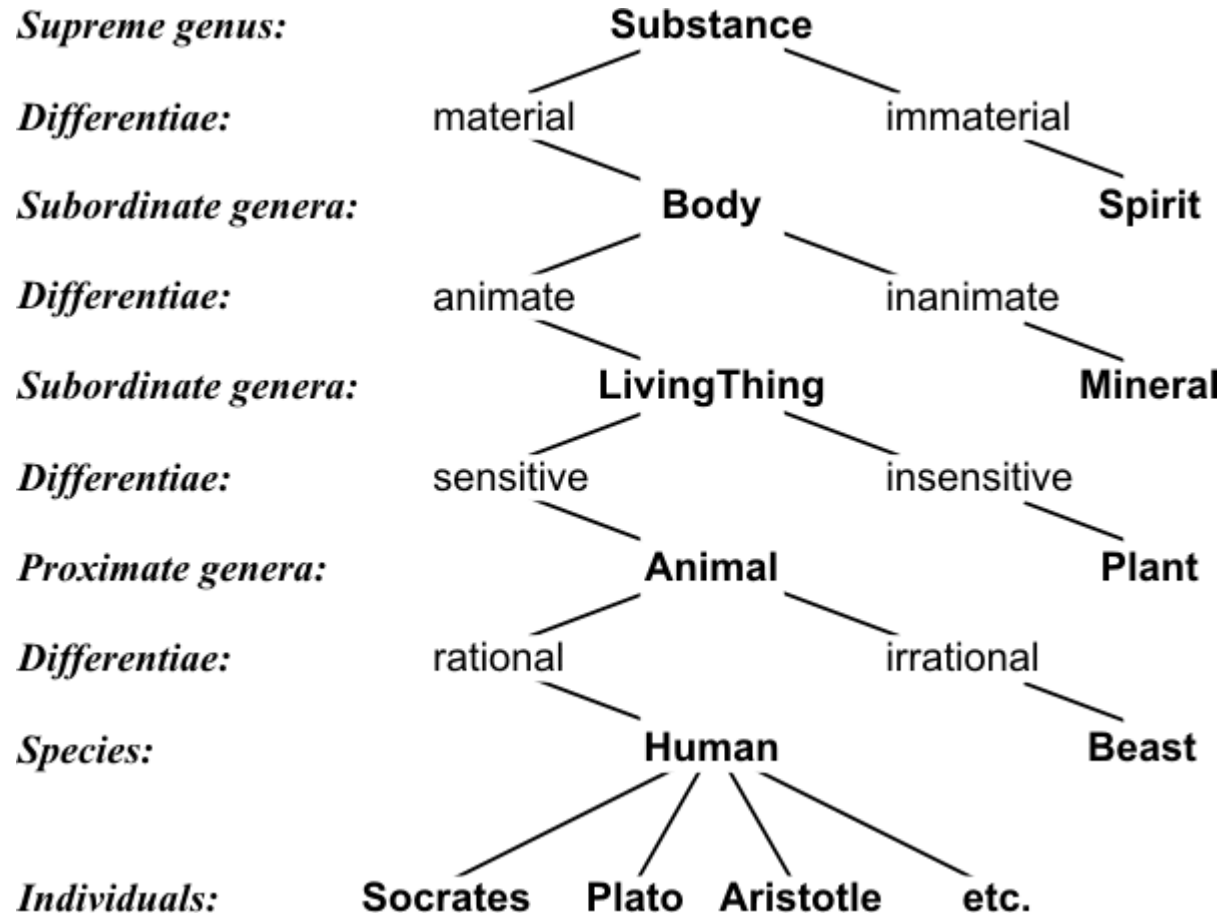 Supreme genus: Substance
Differentiae: material immaterial
Subordinate genera: Body Spirit
Differentiae: animate inanimate
Subordinate genera: LivingThing Mineral
Differentiae: sensitive insensitive
Proximate genera: Animal Plant
Differentiae: rational irrational
Species: Human Beast
Individuals: Socrates Plato Aristotle etc.